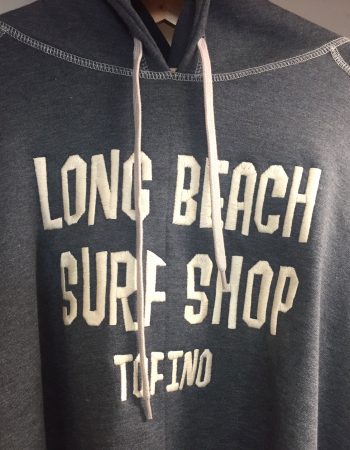 LONG BEACH
SURF SHOP
TOFINO